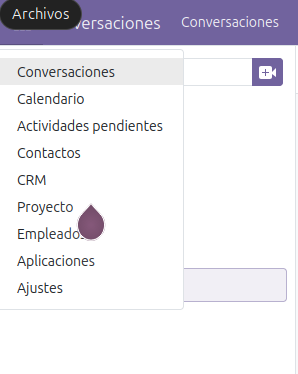 Archivos
Conversaciones
Conversaciones
Calendario
Actividades pendientes
Contactos
CRM
Proyecto
Empleados
Aplicaciones
Ajustes